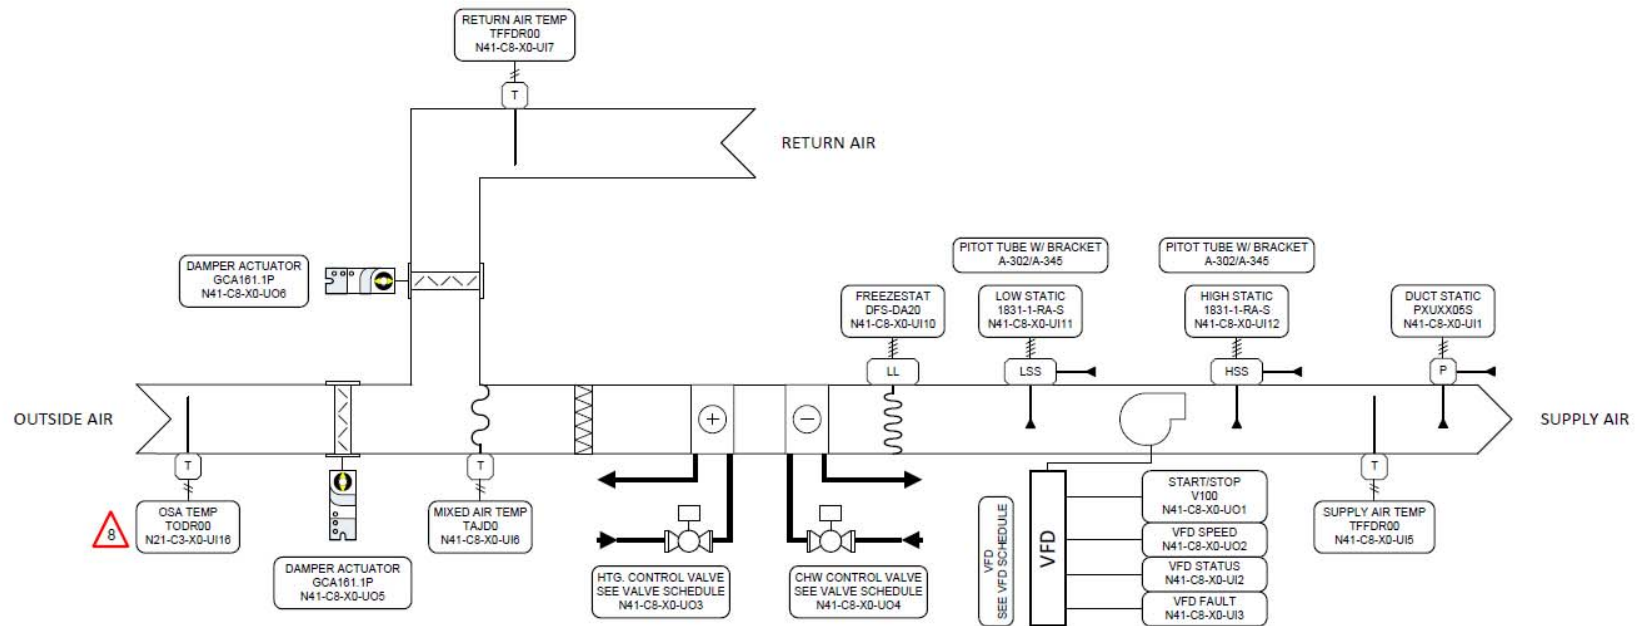 RETURN AIR TEMP
TFFDR00
N41-C8-X0-UI7
T
RETURN AIR
DAMPER ACTUATOR
GCA161.1P
N41-C8-X0-UO6
PITOT TUBE W/ BRACKET
A-302/A-345
PITOT TUBE W/ BRACKET
A-302/A-345
FREEZESTAT
DFS-DA20
N41-C8-X0-UI10
LOW STATIC
1831-1-RA-S
N41-C8-X0-UI11
HIGH STATIC
1831-1-RA-S
N41-C8-X0-UI12
DUCT STATIC
PXUXX05S
N41-C8-X0-UI1
LL
LSS
HSS
P
OUTSIDE AIR
SUPPLY AIR
T
T
T
8
OSA TEMP
TODR00
N21-C3-X0-UI16
DAMPER ACTUATOR
GCA161.1P
N41-C8-X0-UO5
MIXED AIR TEMP
TAJD0
N41-C8-X0-UI6
HTG. CONTROL VALVE
SEE VALVE SCHEDULE
N41-C8-X0-UO3
CHW CONTROL VALVE
SEE VALVE SCHEDULE
N41-C8-X0-UO4
VFD
SEE VFD SCHEDULE
VFD
START/STOP
V100
N41-C8-X0-UO1
VFD SPEED
N41-C8-X0-UO2
VFD STATUS
N41-C8-X0-UI2
VFD FAULT
N41-C8-X0-UI3
SUPPLY AIR TEMP
TFFDR00
N41-C8-X0-UI5